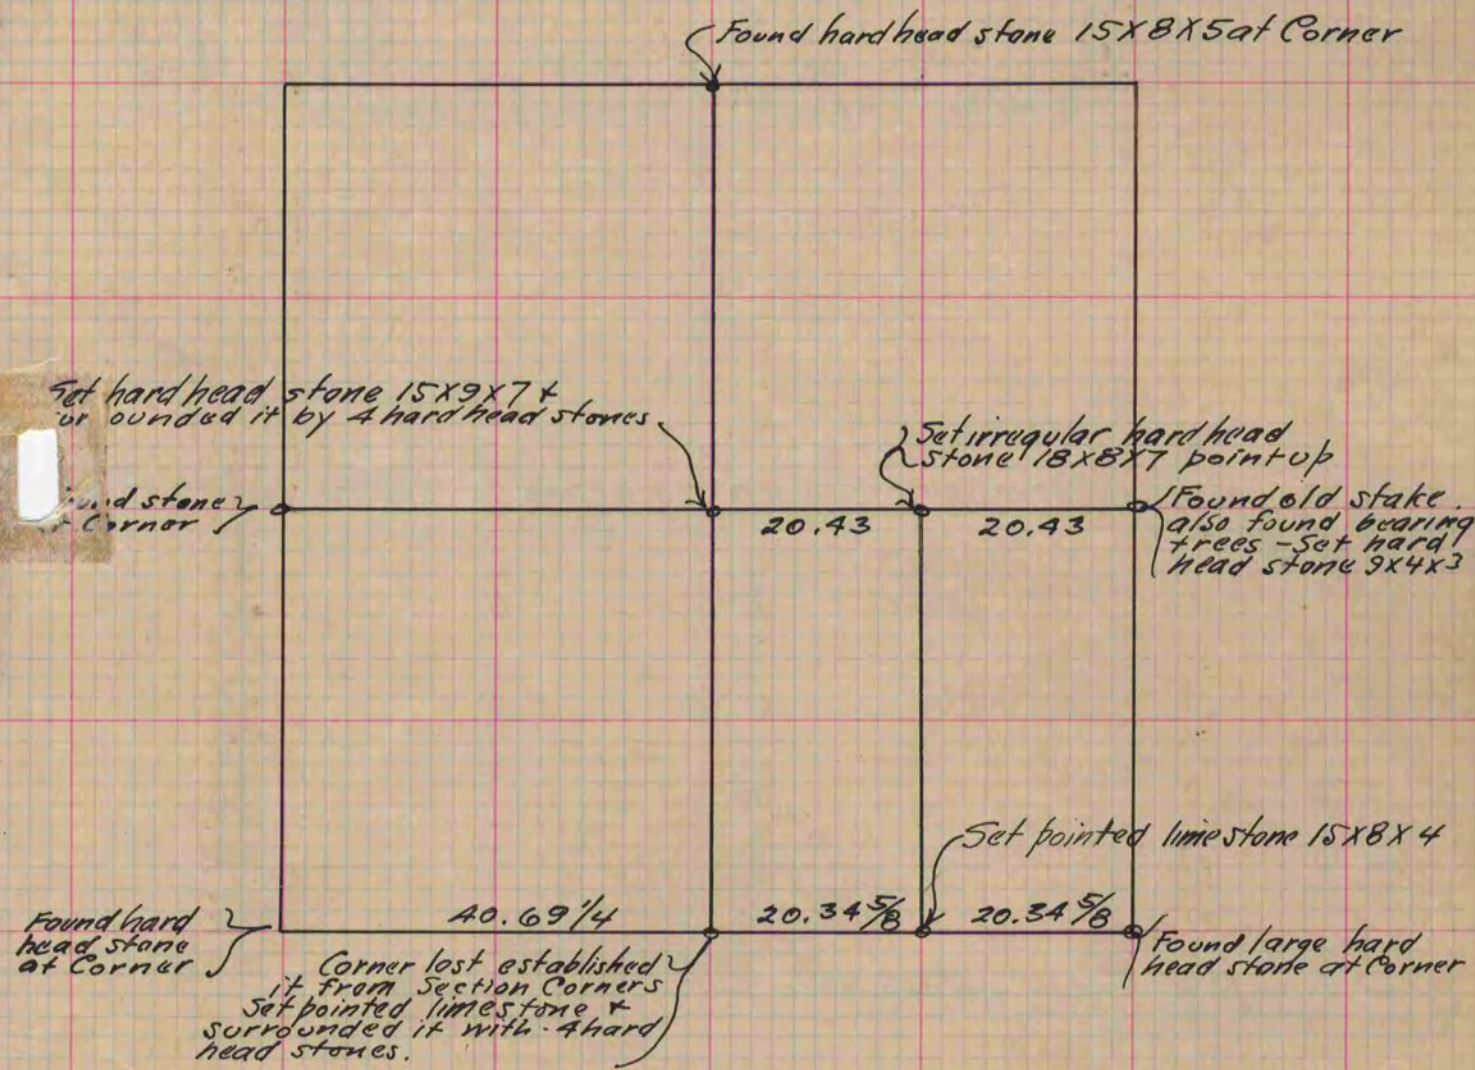 Found hard head stone 15X8X5 at Corner
Set hard head stone 15X9X7 &
ounded it by 4 hard head stones
Set irregular hard head
stone 18X8X7 point up
stone
Corner
20.43
20.43
Found old stake.
also found bearing
trees - Set hard
head stone 9x4x3
Set pointed limestone 15X8X4
Found hard
head stone
at Corner
40.69 1/4
20.34 5/8
20.34 5/8
Corner lost established
it from Section Corners
Set pointed limestone &
surrounded it with 4 hard
head stones.
Found large hard
head stone at Corner